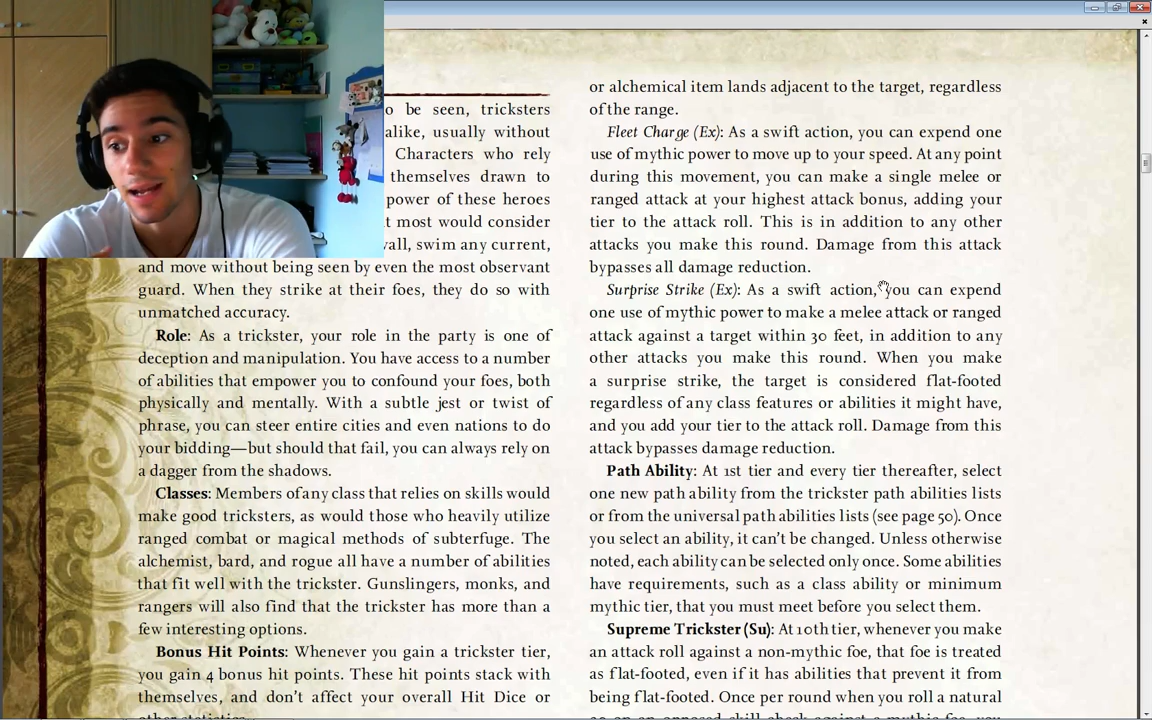 o be seen, tricksters
alike, usually without
Characters who rely
themselves drawn to
power of these heroes
t most would consider
wall, swim any current,
and move without being seen by even the most observant
guard. When they strike at their foes, they do so with
unmatched accuracy.
Role: As a trickster, your role in the party is one of
deception and manipulation. You have access to a number
of abilities that empower you to confound your foes, both
physically and mentally. With a subtle jest or twist of
phrase, you can steer entire cities and even nations to do
your bidding—but should that fail, you can always rely on
a dagger from the shadows.
Classes: Members of any class that relies on skills would
make good tricksters, as would those who heavily utilize
ranged combat or magical methods of subterfuge. The
alchemist, bard, and rogue all have a number of abilities
that fit well with the trickster. Gunslingers, monks, and
rangers will also find that the trickster has more than a
few interesting options.
Bonus Hit Points: Whenever you gain a trickster tier,
you gain 4 bonus hit points. These hit points stack with
themselves, and don't affect your overall Hit Dice or
other statistics.
or alchemical item lands adjacent to the target, regardless
of the range.
Fleet Charge (Ex): As a swift action, you can expend one
use of mythic power to move up to your speed. At any point
during this movement, you can make a single melee or
ranged attack at your highest attack bonus, adding your
tier to the attack roll. This is in addition to any other
attacks you make this round. Damage from this attack
bypasses all damage reduction.
Surprise Strike (Ex): As a swift action, you can expend
one use of mythic power to make a melee attack or ranged
attack against a target within 30 feet, in addition to any
other attacks you make this round. When you make
a surprise strike, the target is considered flat-footed
regardless of any class features or abilities it might have,
and you add your tier to the attack roll. Damage from this
attack bypasses damage reduction.
Path Ability: At 1st tier and every tier thereafter, select
one new path ability from the trickster path abilities lists
or from the universal path abilities lists (see page 50). Once
you select an ability, it can't be changed. Unless otherwise
noted, each ability can be selected only once. Some abilities
have requirements, such as a class ability or minimum
mythic tier, that you must meet before you select them.
Supreme Trickster (Su): At 10th tier, whenever you make
an attack roll against a non-mythic foe, that foe is treated
as flat-footed, even if it has abilities that prevent it from
being flat-footed. Once per round when you roll a natural
20 on an opposed skill check against a mythic foe, you